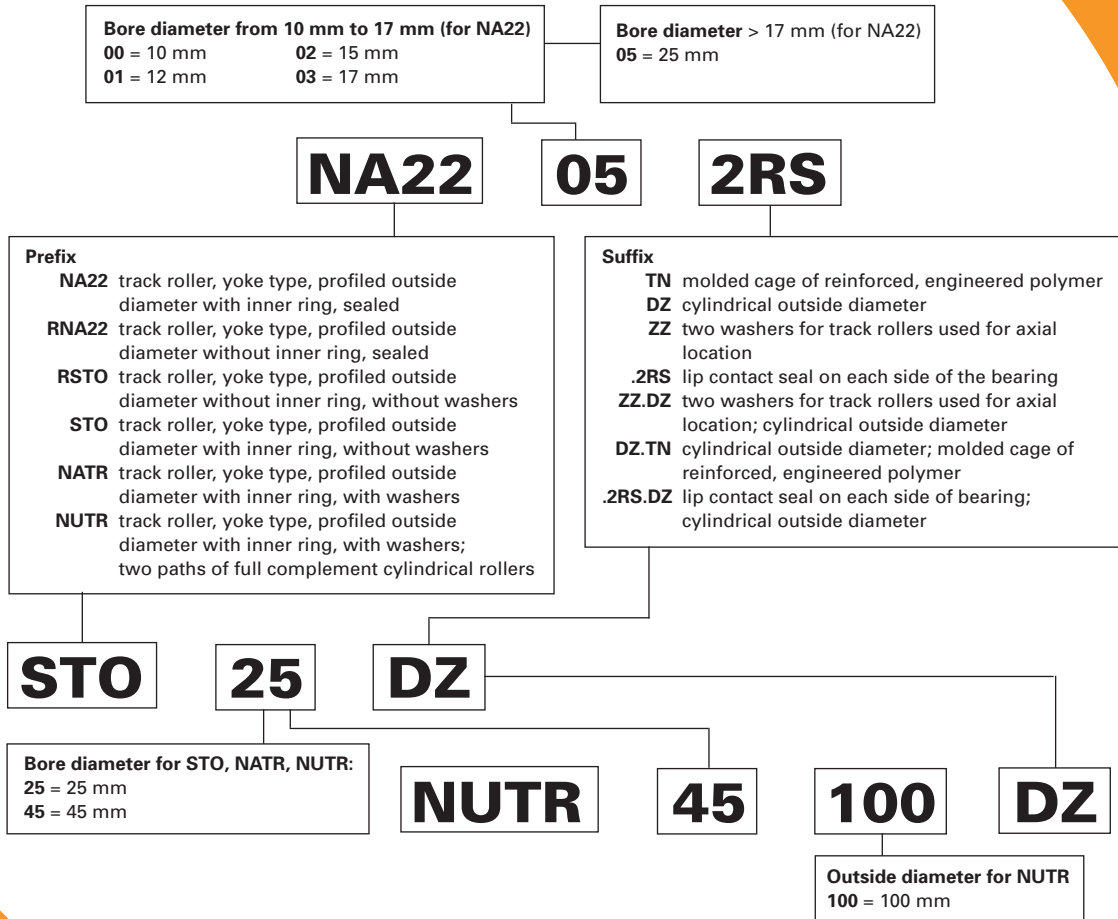 Bore diameter from 10 mm to 17 mm (for NA22)
00 = 10 mm 02 = 15 mm
01 = 12 mm 03 = 17 mm
Bore diameter > 17 mm (for NA22)
05 = 25 mm
NA22 05 2RS
Prefix
NA22 track roller, yoke type, profiled outside
diameter with inner ring, sealed
RNA22 track roller, yoke type, profiled outside
diameter without inner ring, sealed
RSTO track roller, yoke type, profiled outside
diameter without inner ring, without washers
STO track roller, yoke type, profiled outside
diameter with inner ring, without washers
NATR track roller, yoke type, profiled outside
diameter with inner ring, with washers
NUTR track roller, yoke type, profiled outside
diameter with inner ring, with washers;
two paths of full complement cylindrical rollers
Suffix
TN molded cage of reinforced, engineered polymer
DZ cylindrical outside diameter
ZZ two washers for track rollers used for axial
location
.2RS lip contact seal on each side of the bearing
ZZ.DZ two washers for track rollers used for axial
location; cylindrical outside diameter
DZ.TN cylindrical outside diameter; molded cage of
reinforced, engineered polymer
.2RS.DZ lip contact seal on each side of bearing;
cylindrical outside diameter
STO 25 DZ
Bore diameter for STO, NATR, NUTR:
25 = 25 mm
45 = 45 mm
NUTR 45 100 DZ
Outside diameter for NUTR
100 = 100 mm